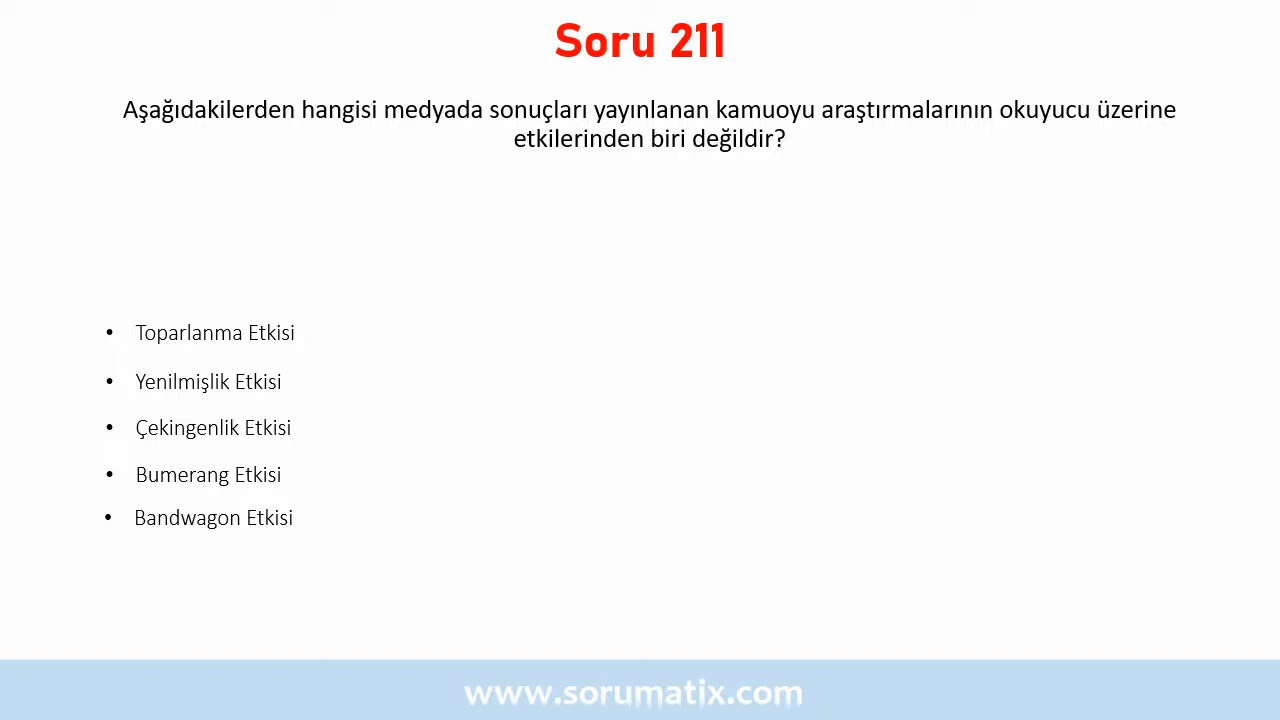 Soru 211
Aşağıdakilerden hangisi medyada sonuçları yayınlanan kamuoyu araştırmalarının okuyucu üzerine
etkilerinden biri değildir?
• Toparlanma Etkisi
• Yenilmişlik Etkisi
• Çekingenlik Etkisi
• Bumerang Etkisi
• Bandwagon Etkisi
www.sorumatix.com